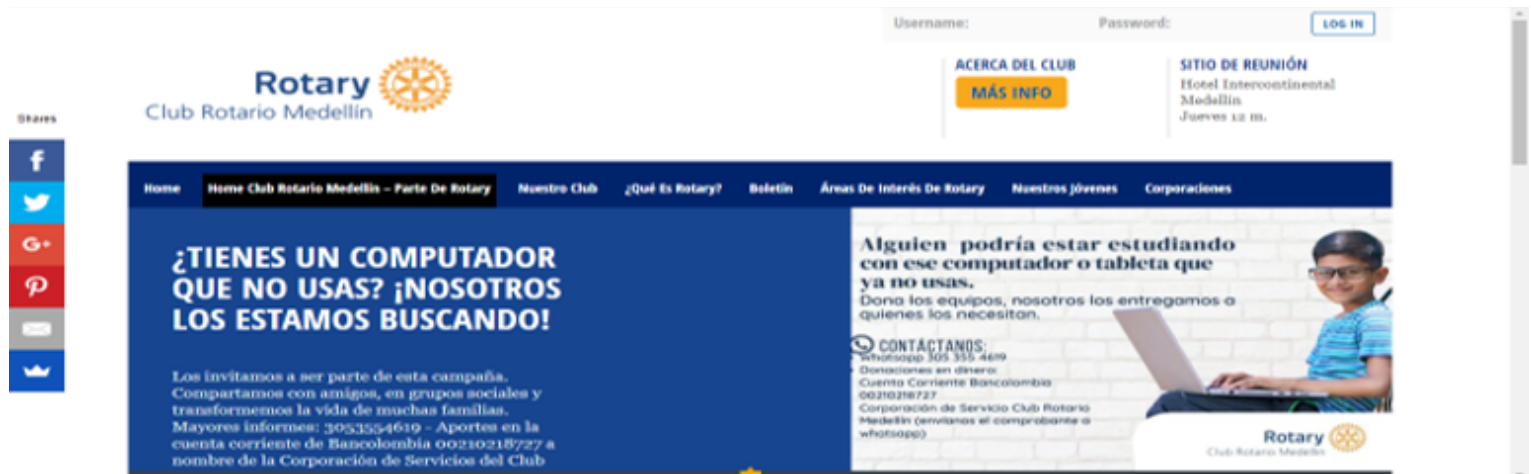 Username: Password: LOG IN
Rotary
Club Rotario Medellín
ACERCA DEL CLUB
MÁS INFO
SITIO DE REUNIÓN
Hotel Intercontinental
Medellín
Jueves 12 m.
Shares
f
G+
Home Home Club Rotario Medellín – Parte De Rotary Nuestro Club ¿Qué Es Rotary? Boletín Áreas De Interés De Rotary Nuestros Jóvenes Corporaciones
¿TIENES UN COMPUTADOR
QUE NO USAS? ¡NOSOTROS
LOS ESTAMOS BUSCANDO!
Los invitamos a ser parte de esta campaña.
Compartamos con amigos, en grupos sociales y
transformemos la vida de muchas familias.
Mayores informes: 3053554619 - Aportes en la
cuenta corriente de Bancolombia 00210218727 a
nombre de la Corporación de Servicios del Club
Alguien podría estar estudiando
con ese computador o tableta que
ya no usas.
Dona los equipos, nosotros los entregamos a
quienes los necesitan.
CONTÁCTANOS:
Whatsapp 305 355 4619
Donaciones en dinero:
Cuenta Corriente Bancolombia
00210218727
Corporación de Servicio Club Rotario
Medellín (envíanos el comprobante a
whatsapp)
Rotary
Club Rotario Medellín